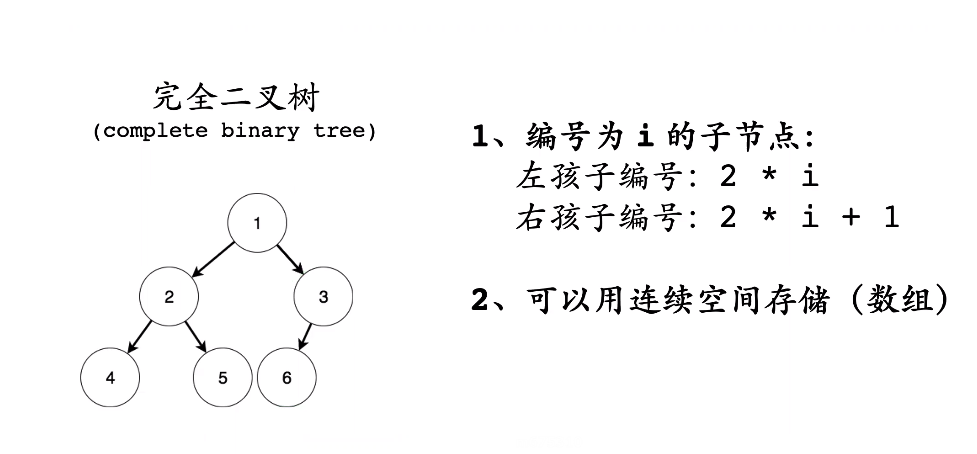 完全二叉树
(complete binary tree)
1
2
3
4
5
6
1、编号为 i 的子节点:
左孩子编号: 2 * i
右孩子编号: 2 * i + 1
2、可以用连续空间存储（数组）